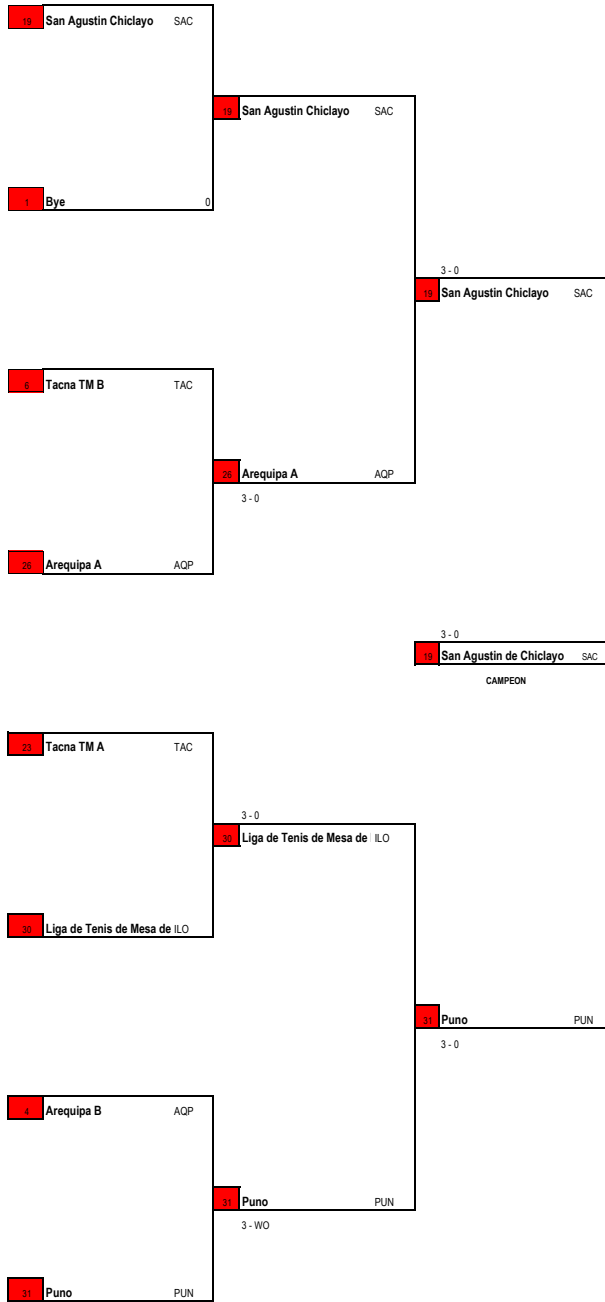 19 San Agustin Chiclayo SAC
19 San Agustin Chiclayo SAC
1 Bye 0
3 - 0
19 San Agustin Chiclayo SAC
6 Tacna TM B TAC
26 Arequipa A AQP
3 - 0
26 Arequipa A AQP
3 - 0
19 San Agustin de Chiclayo SAC
CAMPEON
23 Tacna TM A TAC
3 - 0
30 Liga de Tenis de Mesa de ILO
30 Liga de Tenis de Mesa de ILO
31 Puno PUN
3 - 0
4 Arequipa B AQP
31 Puno PUN
3 - WO
31 Puno PUN